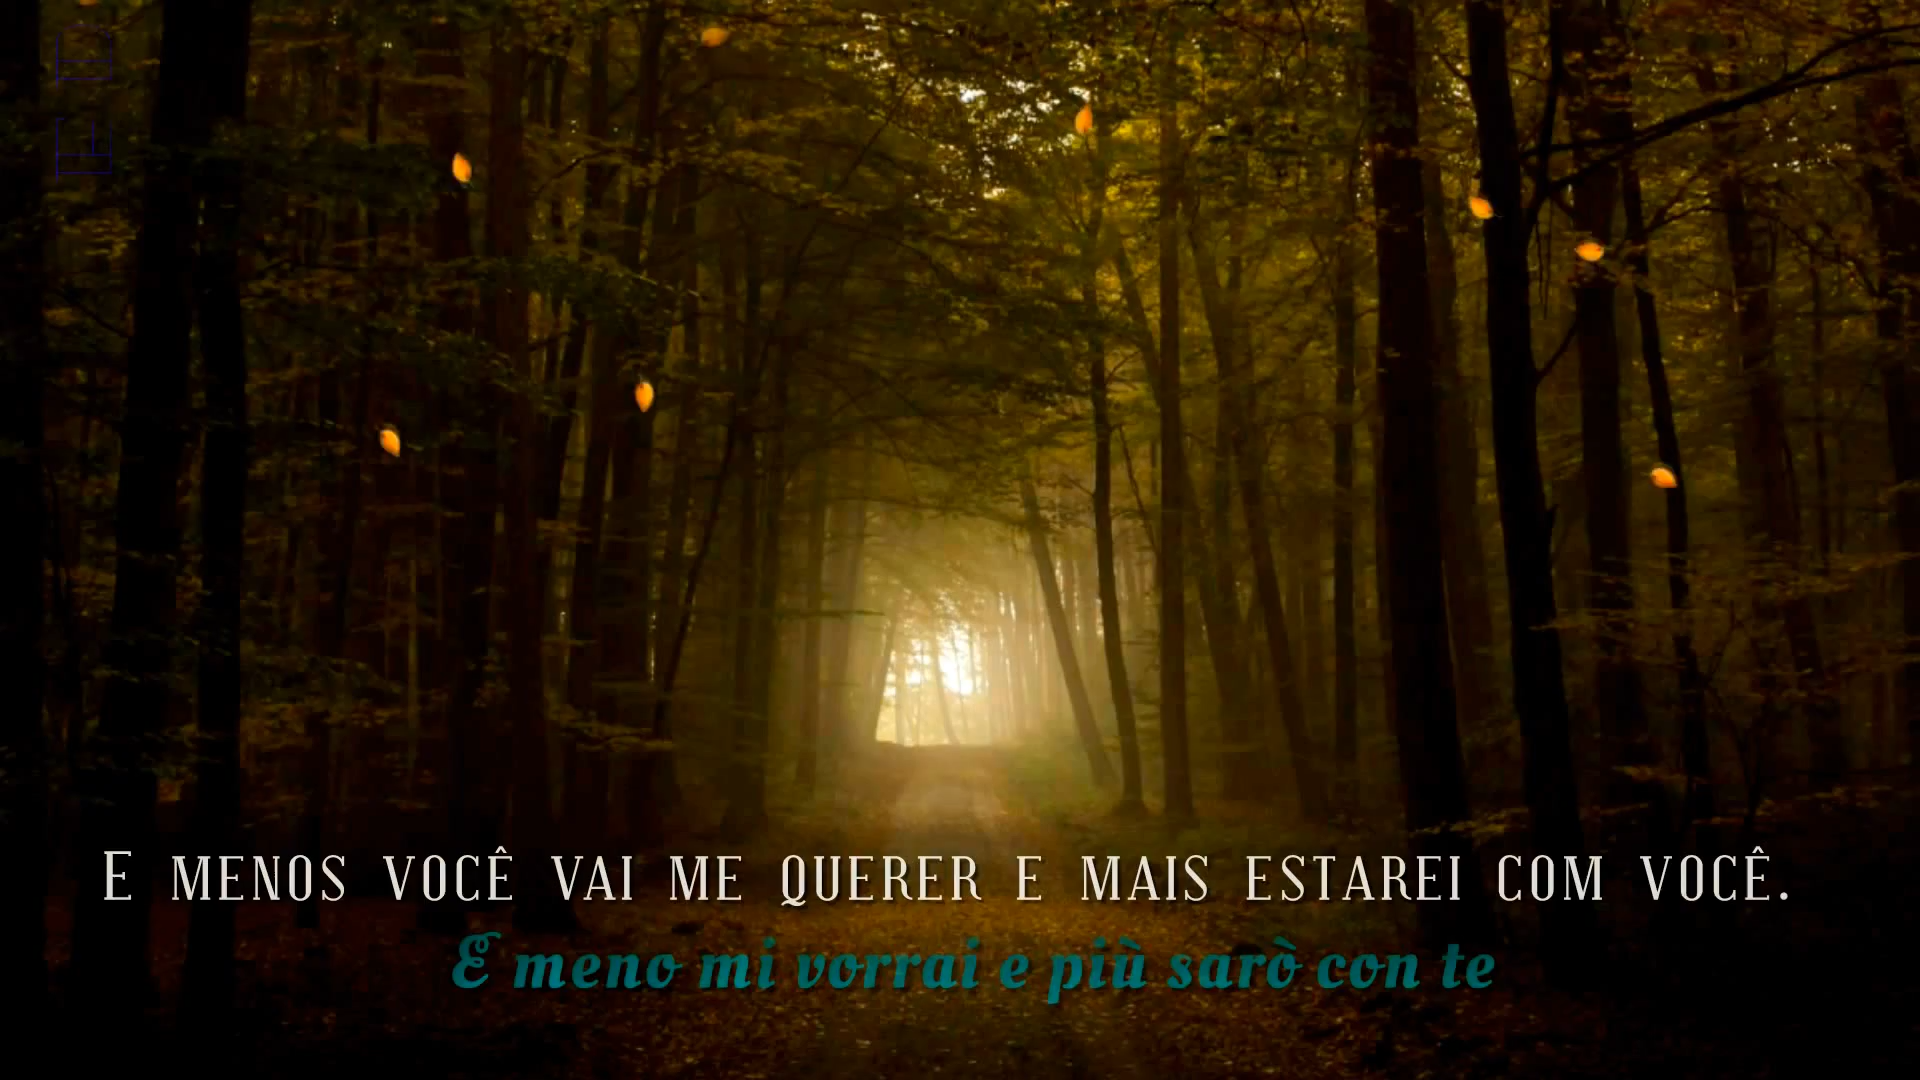 E MENOS VOCÊ VAI ME QUERER E MAIS ESTAREI COM VOCÊ.
E meno mi vorrai e più sarò con te